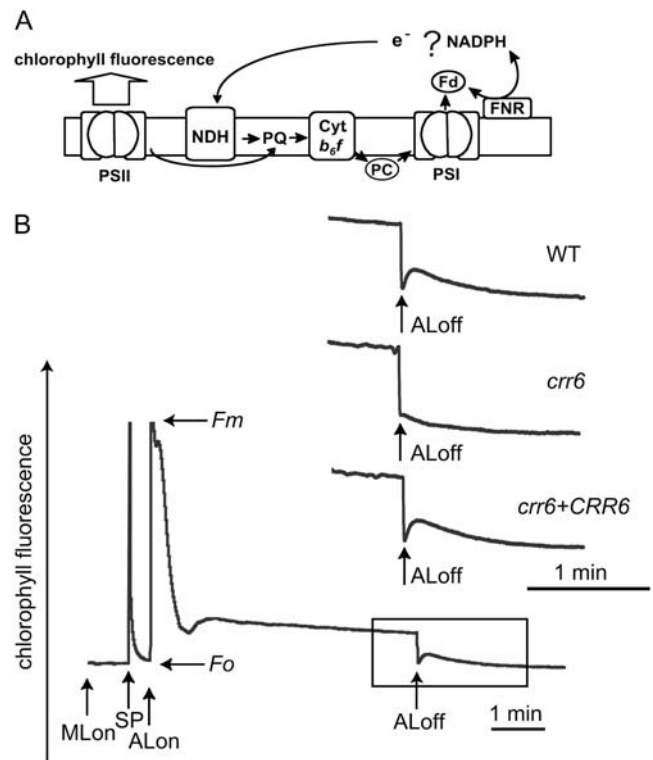 A
chlorophyll fluorescence
e- ? NADPH
Fd
FNR
NDH
PQ
Cyt
b6f
PC
PSII
PSI
B
WT
ALoff
crr6
ALoff
crr6+CRR6
ALoff
1 min
chlorophyll fluorescence
Fm
Fo
MLon
SP
ALon
ALoff
1 min